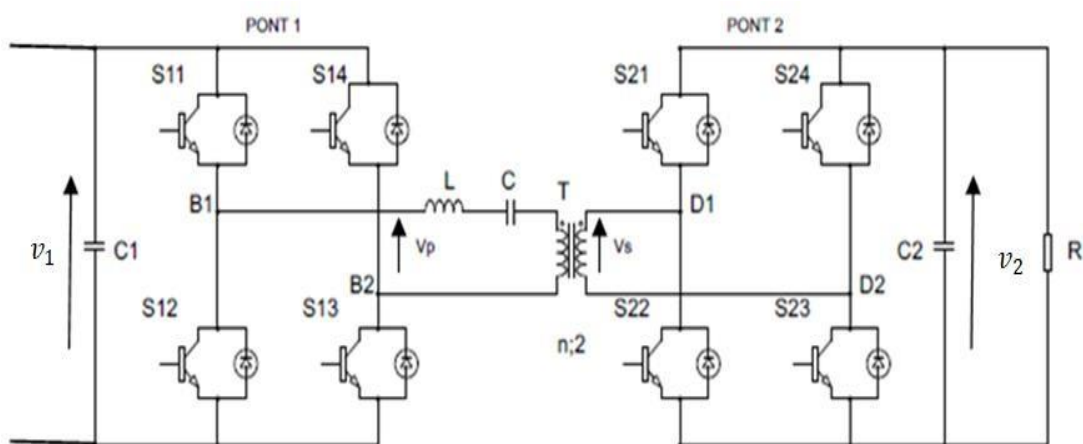 PONT 1
PONT 2
S11
S14
S21
S24
L
C
T
B1
D1
v₁
C1
Vp
Vs
C2
v₂
R
B2
D2
S12
S13
S22
S23
n;2